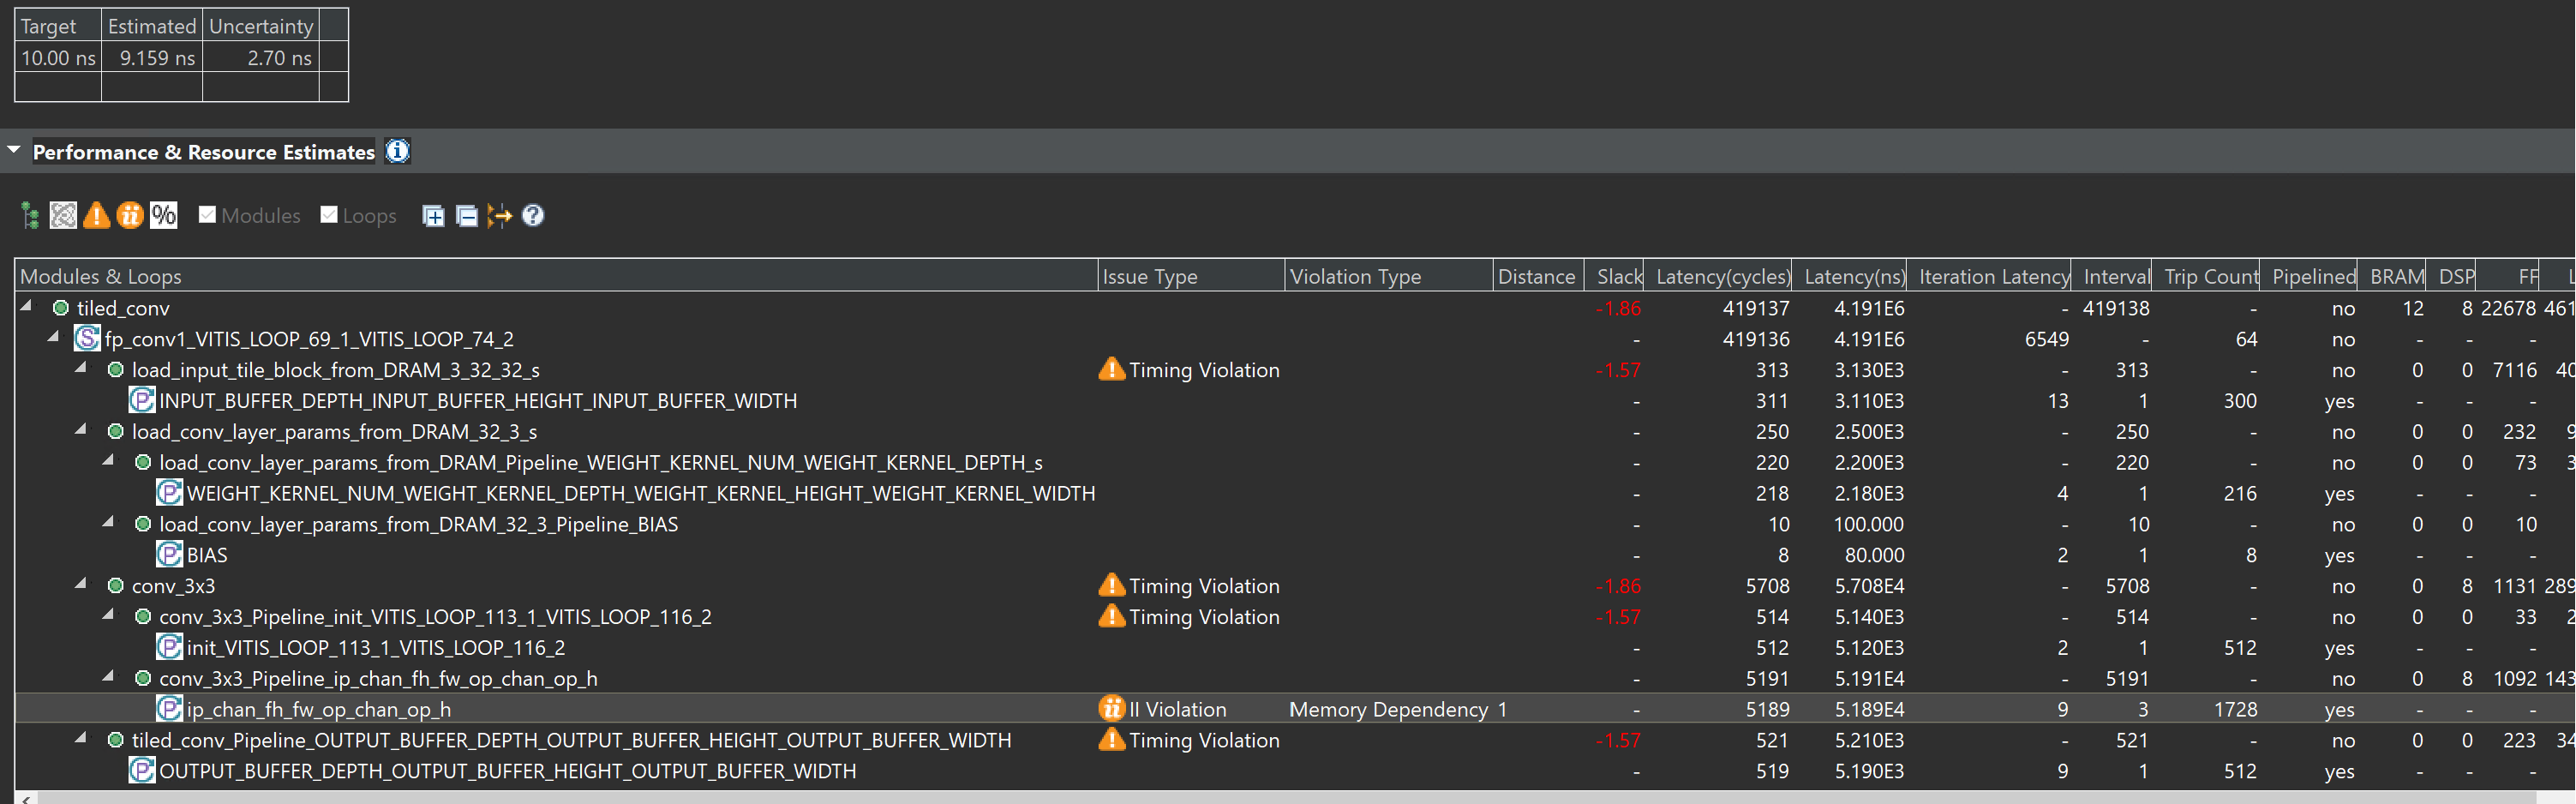 Target Estimated Uncertainty
10.00 ns 9.159 ns 2.70 ns
Performance & Resource Estimates
% Modules Loops
Modules & Loops Issue Type Violation Type Distance Slack Latency(cycles) Latency(ns) Iteration Latency Interval Trip Count Pipelined BRAM DSP FF L
tiled_conv -1.86 419137 4.191E6 - 419138 - no 12 8 22678 461
fp_conv1_VITIS_LOOP_69_1_VITIS_LOOP_74_2 - 419136 4.191E6 6549 - 64 no - - -
load_input_tile_block_from_DRAM_3_32_32_s Timing Violation -1.57 313 3.130E3 - 313 - no 0 0 7116 40
INPUT_BUFFER_DEPTH_INPUT_BUFFER_HEIGHT_INPUT_BUFFER_WIDTH - 311 3.110E3 13 1 300 yes - - -
load_conv_layer_params_from_DRAM_32_3_s - 250 2.500E3 - 250 - no 0 0 232 9
load_conv_layer_params_from_DRAM_Pipeline_WEIGHT_KERNEL_NUM_WEIGHT_KERNEL_DEPTH_s - 220 2.200E3 - 220 - no 0 0 73 3
WEIGHT_KERNEL_NUM_WEIGHT_KERNEL_DEPTH_WEIGHT_KERNEL_HEIGHT_WEIGHT_KERNEL_WIDTH - 218 2.180E3 4 1 216 yes - - -
load_conv_layer_params_from_DRAM_32_3_Pipeline_BIAS - 10 100.000 - 10 - no 0 0 10
BIAS - 8 80.000 2 1 8 yes - - -
conv_3x3 Timing Violation -1.86 5708 5.708E4 - 5708 - no 0 8 1131 289
conv_3x3_Pipeline_init_VITIS_LOOP_113_1_VITIS_LOOP_116_2 Timing Violation -1.57 514 5.140E3 - 514 - no 0 0 33 2
init_VITIS_LOOP_113_1_VITIS_LOOP_116_2 - 512 5.120E3 2 1 512 yes - - -
conv_3x3_Pipeline_ip_chan_fh_fw_op_chan_op_h - 5191 5.191E4 - 5191 - no 0 8 1092 143
ip_chan_fh_fw_op_chan_op_h II Violation Memory Dependency 1 - 5189 5.189E4 9 3 1728 yes - - -
tiled_conv_Pipeline_OUTPUT_BUFFER_DEPTH_OUTPUT_BUFFER_HEIGHT_OUTPUT_BUFFER_WIDTH Timing Violation -1.57 521 5.210E3 - 521 - no 0 0 223 34
OUTPUT_BUFFER_DEPTH_OUTPUT_BUFFER_HEIGHT_OUTPUT_BUFFER_WIDTH - 519 5.190E3 9 1 512 yes - - -